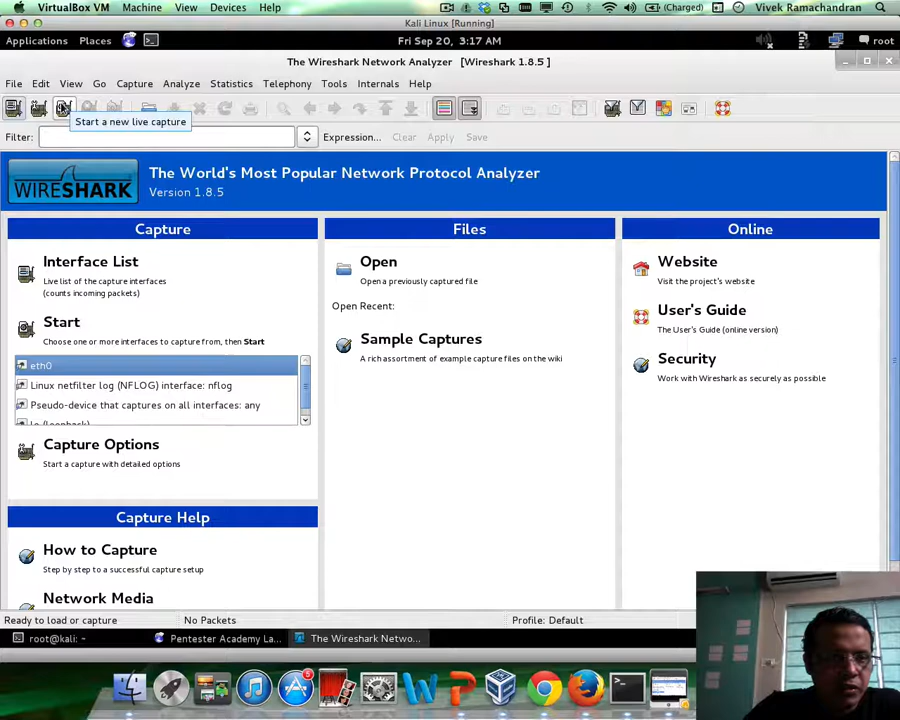 VirtualBox VM Machine View Devices Help (Charged) Vivek Ramachandran
Kali Linux [Running]
Applications Places Fri Sep 20, 3:17 AM root
The Wireshark Network Analyzer [Wireshark 1.8.5 ]
File Edit View Go Capture Analyze Statistics Telephony Tools Internals Help
Start a new live capture
Filter: Expression... Clear Apply Save
WIRESHARK
The World's Most Popular Network Protocol Analyzer
Version 1.8.5
Capture
Interface List
Live list of the capture interfaces
(counts incoming packets)
Start
Choose one or more interfaces to capture from, then Start
eth0
Linux netfilter log (NFLOG) interface: nflog
Pseudo-device that captures on all interfaces: any
lo (loopback)
Capture Options
Start a capture with detailed options
Capture Help
How to Capture
Step by step to a successful capture setup
Network Media
Files
Open
Open a previously captured file
Open Recent:
Sample Captures
A rich assortment of example capture files on the wiki
Online
Website
Visit the project's website
User's Guide
The User's Guide (online version)
Security
Work with Wireshark as securely as possible
Ready to load or capture No Packets Profile: Default
root@kali: ~ Pentester Academy La... The Wireshark Netwo...